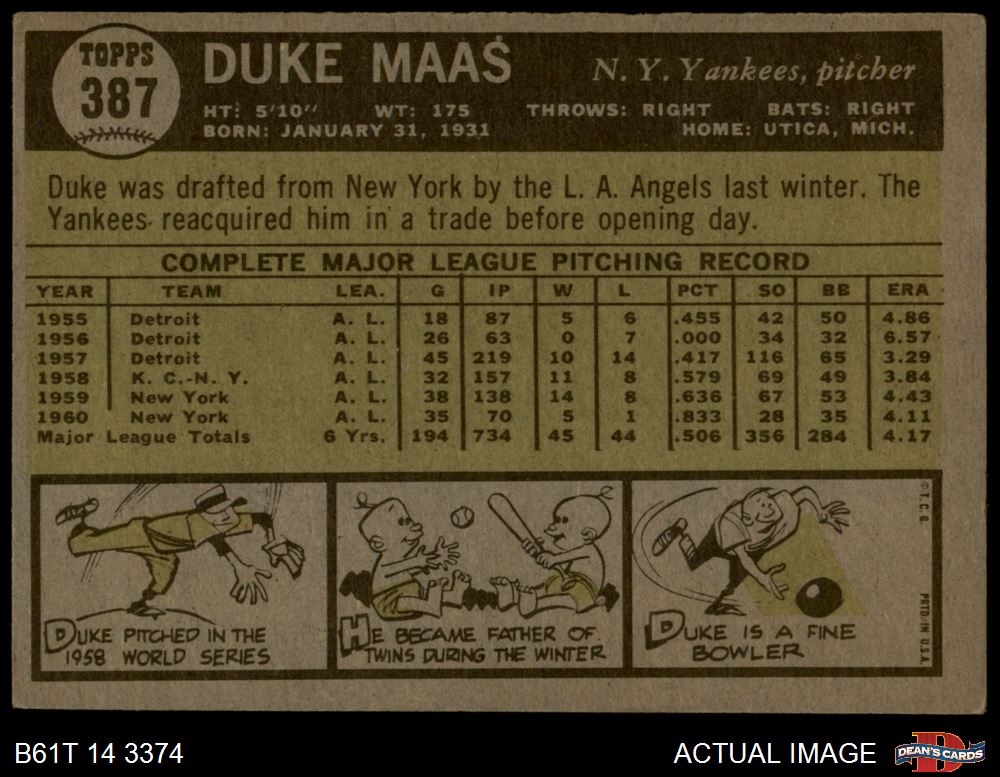 TOPPS
387
DUKE MAAS
N. Y. Yankees, pitcher
HT: 5'10'' WT: 175 THROWS: RIGHT BATS: RIGHT
BORN: JANUARY 31, 1931 HOME: UTICA, MICH.
Duke was drafted from New York by the L. A. Angels last winter. The
Yankees reacquired him in a trade before opening day.
COMPLETE MAJOR LEAGUE PITCHING RECORD
YEAR TEAM LEA. G IP W L PCT SO BB ERA
1955 Detroit A. L. 18 87 5 6 .455 42 50 4.86
1956 Detroit A. L. 26 63 0 7 .000 34 32 6.57
1957 Detroit A. L. 45 219 10 14 .417 116 65 3.29
1958 K. C.-N. Y. A. L. 32 157 11 8 .579 69 49 3.84
1959 New York A. L. 38 138 14 8 .636 67 53 4.43
1960 New York A. L. 35 70 5 1 .833 28 35 4.11
Major League Totals 6 Yrs. 194 734 45 44 .506 356 284 4.17
DUKE PITCHED IN THE
1958 WORLD SERIES
HE BECAME FATHER OF
TWINS DURING THE WINTER
DUKE IS A FINE
BOWLER
© T. C. G.
PRTD. IN U.S.A.
B61T 14 3374
ACTUAL IMAGE
DEAN'S CARDS